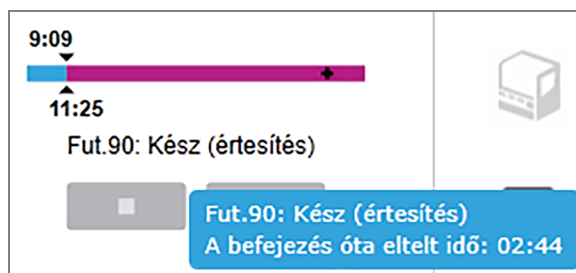 9:09
11:25
Fut.90: Kész (értesítés)
Fut.90: Kész (értesítés)
A befejezés óta eltelt idő: 02:44